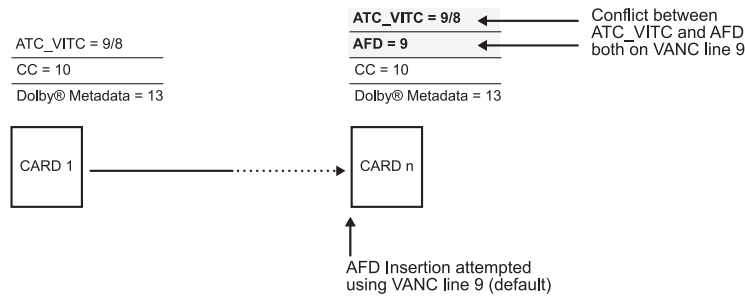 ATC_VITC = 9/8
CC = 10
Dolby® Metadata = 13
CARD 1
ATC_VITC = 9/8
AFD = 9
CC = 10
Dolby® Metadata = 13
CARD n
Conflict between
ATC_VITC and AFD
both on VANC line 9
AFD Insertion attempted
using VANC line 9 (default)